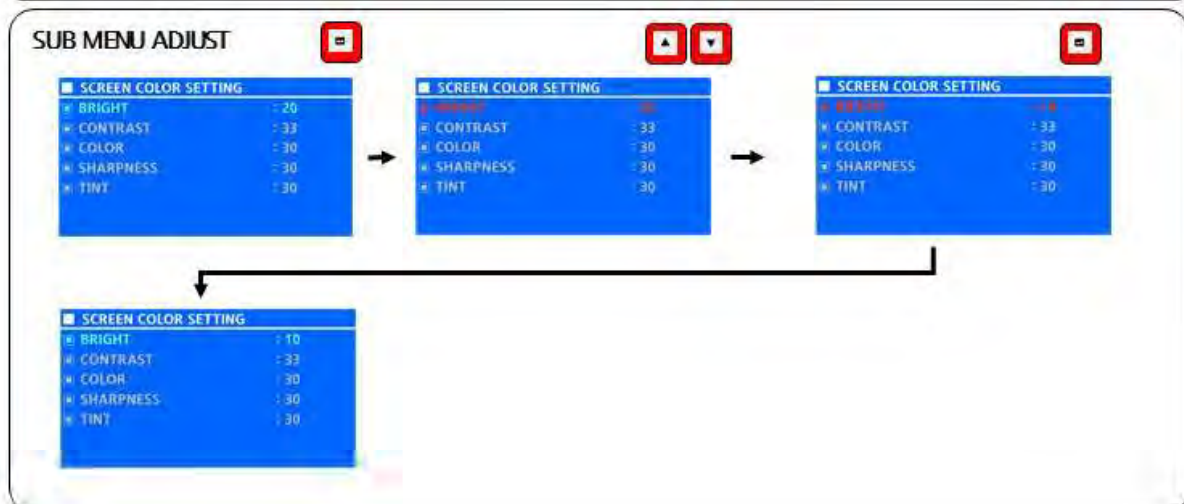 SUB MENU ADJUST
SCREEN COLOR SETTING
BRIGHT : 20
CONTRAST : 33
COLOR : 30
SHARPNESS : 30
TINT : 30
SCREEN COLOR SETTING
CONTRAST : 33
COLOR : 30
SHARPNESS : 30
TINT : 30
SCREEN COLOR SETTING
CONTRAST : 33
COLOR : 30
SHARPNESS : 30
TINT : 30
SCREEN COLOR SETTING
BRIGHT : 10
CONTRAST : 33
COLOR : 30
SHARPNESS : 30
TINT : 30